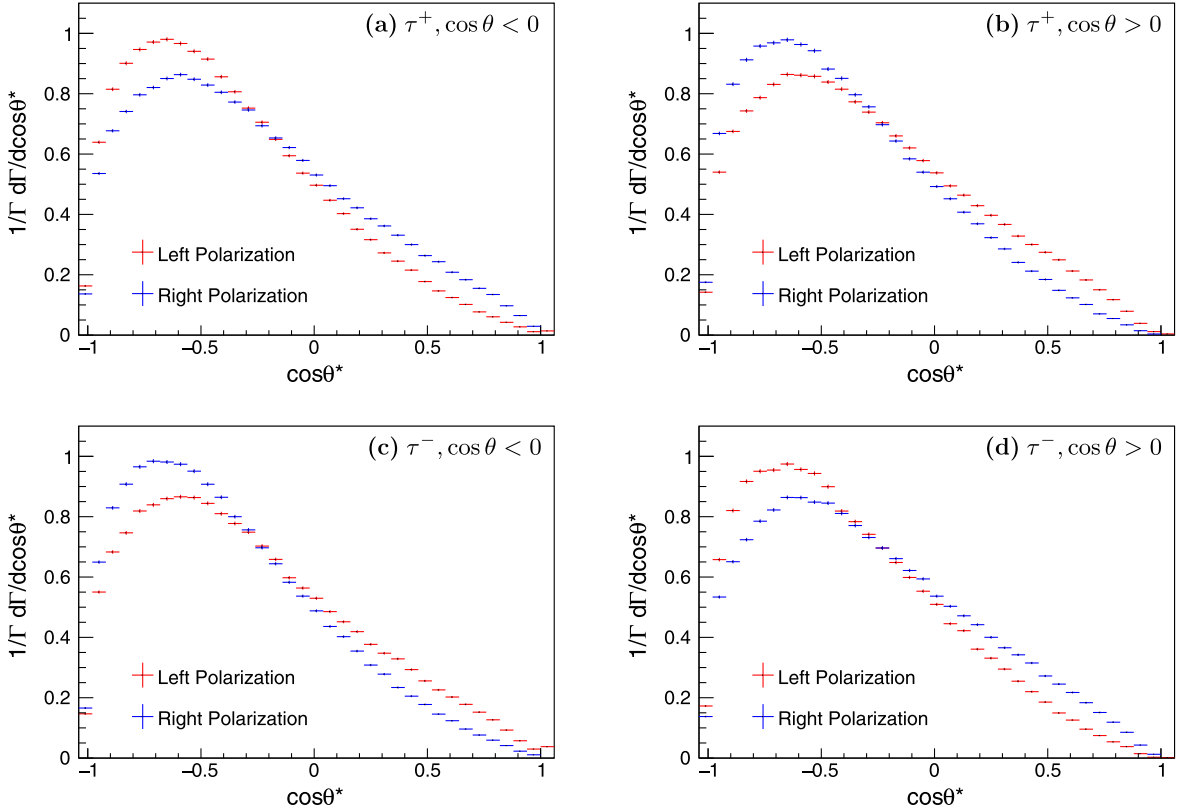 (a) τ⁺, cos θ < 0
1/Γ dΓ/dcosθ*
1
0.8
0.6
0.4
0.2
0
Left Polarization
Right Polarization
−1 −0.5 0 0.5 1
cosθ*
(b) τ⁺, cos θ > 0
1/Γ dΓ/dcosθ*
1
0.8
0.6
0.4
0.2
0
Left Polarization
Right Polarization
−1 −0.5 0 0.5 1
cosθ*
(c) τ⁻, cos θ < 0
1/Γ dΓ/dcosθ*
1
0.8
0.6
0.4
0.2
0
Left Polarization
Right Polarization
−1 −0.5 0 0.5 1
cosθ*
(d) τ⁻, cos θ > 0
1/Γ dΓ/dcosθ*
1
0.8
0.6
0.4
0.2
0
Left Polarization
Right Polarization
−1 −0.5 0 0.5 1
cosθ*